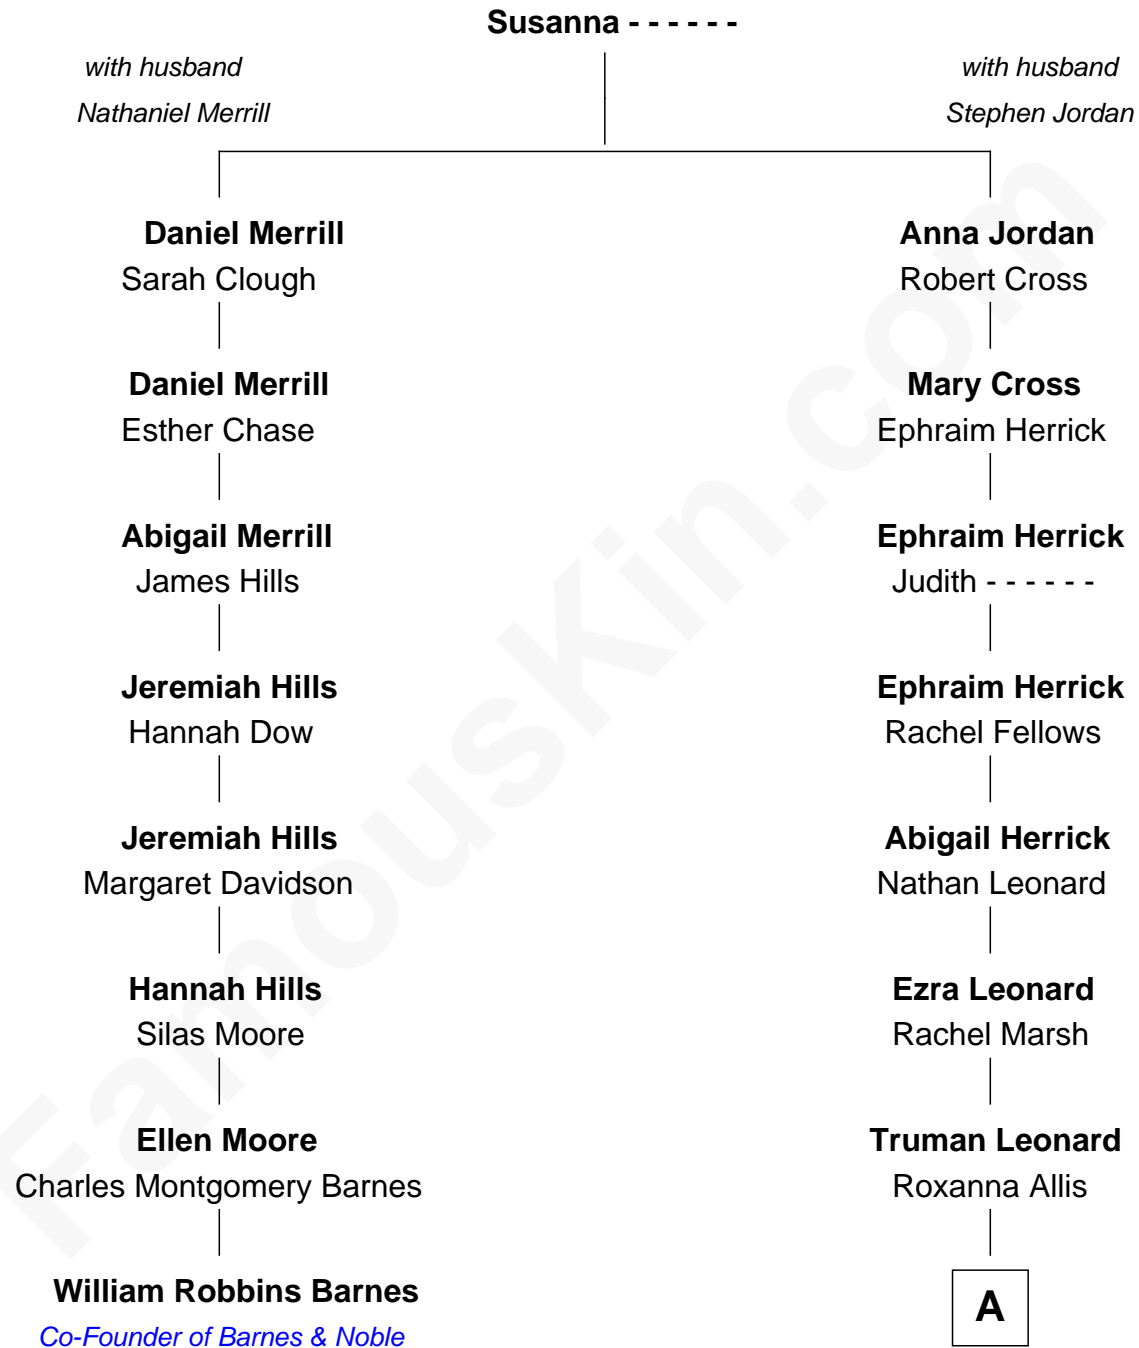 Susanna - - - - - -
with husband
Nathaniel Merrill
with husband
Stephen Jordan
Daniel Merrill
Sarah Clough
Anna Jordan
Robert Cross
Daniel Merrill
Esther Chase
Mary Cross
Ephraim Herrick
Abigail Merrill
James Hills
Ephraim Herrick
Judith - - - - - -
Jeremiah Hills
Hannah Dow
Ephraim Herrick
Rachel Fellows
Jeremiah Hills
Margaret Davidson
Abigail Herrick
Nathan Leonard
Hannah Hills
Silas Moore
Ezra Leonard
Rachel Marsh
Ellen Moore
Charles Montgomery Barnes
Truman Leonard
Roxanna Allis
William Robbins Barnes
Co-Founder of Barnes & Noble
A
FamousKin.com